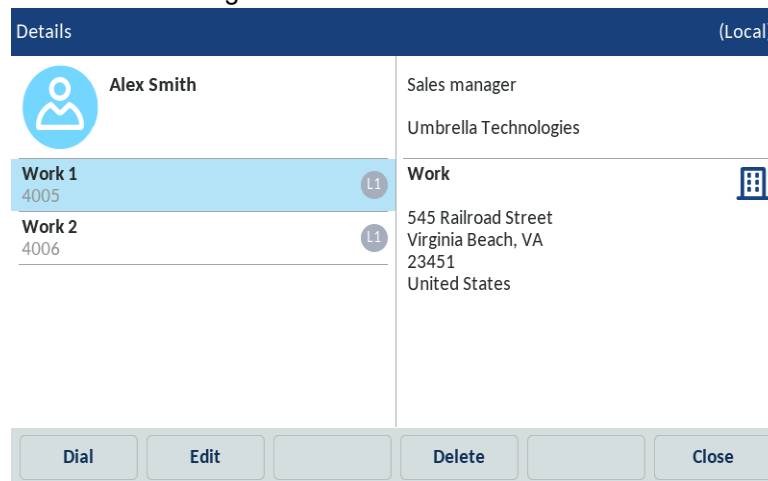 Details
(Local)
Alex Smith
Work 1
4005
L1
Work 2
4006
L1
Sales manager
Umbrella Technologies
Work
545 Railroad Street
Virginia Beach, VA
23451
United States
Dial
Edit
Delete
Close